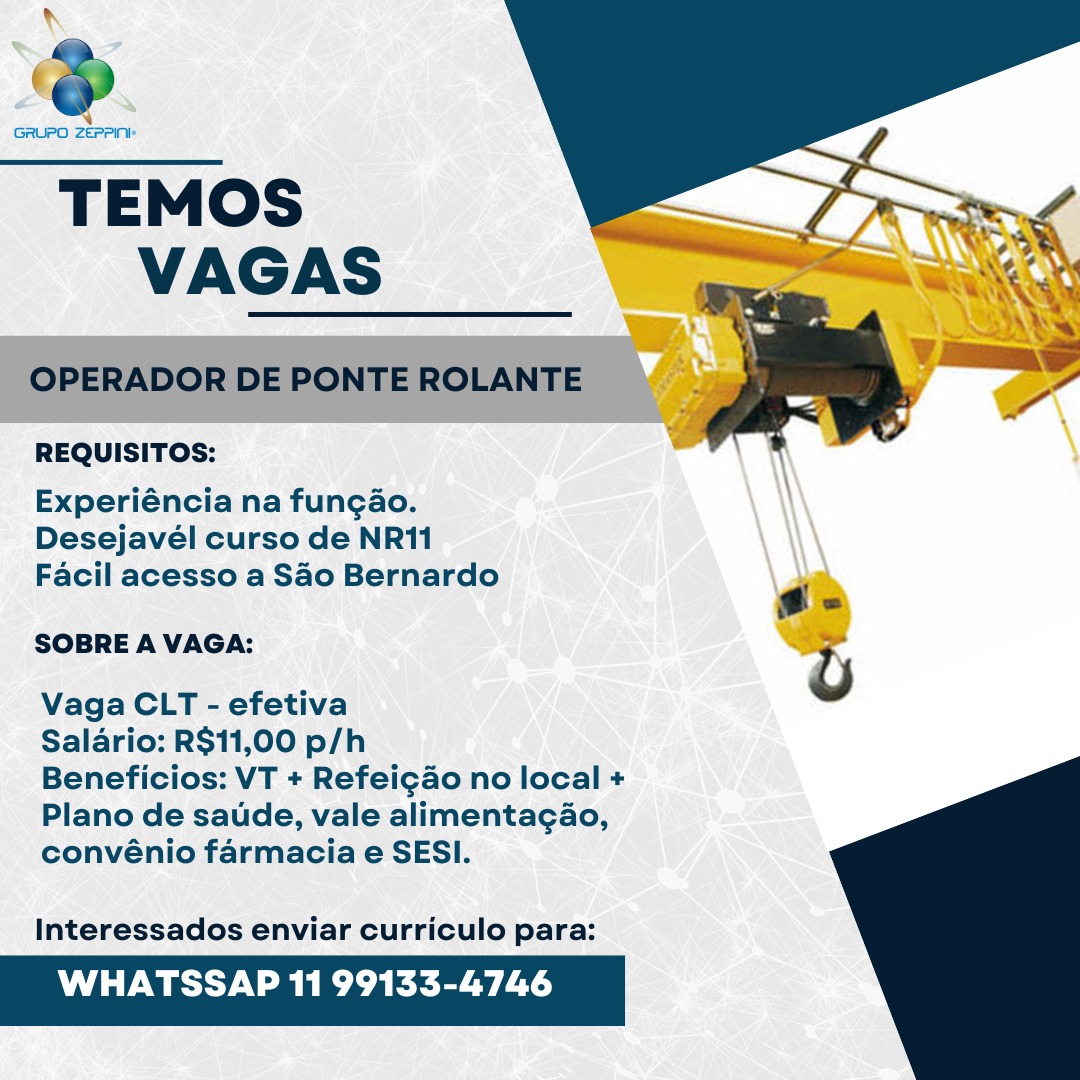 GRUPO ZEPPINI
TEMOS
VAGAS
OPERADOR DE PONTE ROLANTE
REQUISITOS:
Experiência na função.
Desejavél curso de NR11
Fácil acesso a São Bernardo
SOBRE A VAGA:
Vaga CLT - efetiva
Salário: R$11,00 p/h
Benefícios: VT + Refeição no local +
Plano de saúde, vale alimentação,
convênio fármacia e SESI.
Interessados enviar currículo para:
WHATSSAP 11 99133-4746